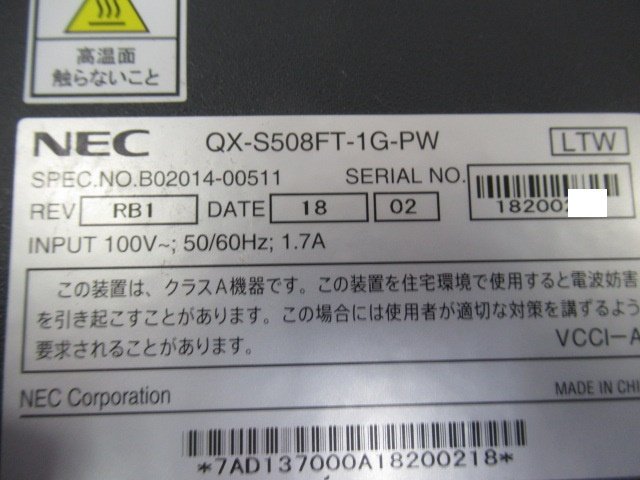 高温面
触らないこと
NEC QX-S508FT-1G-PW LTW
SPEC.NO.B02014-00511 SERIAL NO.
182002
REV RB1 DATE 18 02
INPUT 100V~; 50/60Hz; 1.7A
この装置は、クラスA機器です。この装置を住宅環境で使用すると電波妨害
を引き起こすことがあります。この場合には使用者が適切な対策を講ずるよう
要求されることがあります。 VCCI-A
NEC Corporation MADE IN CHI
*7AD137000A18200218*